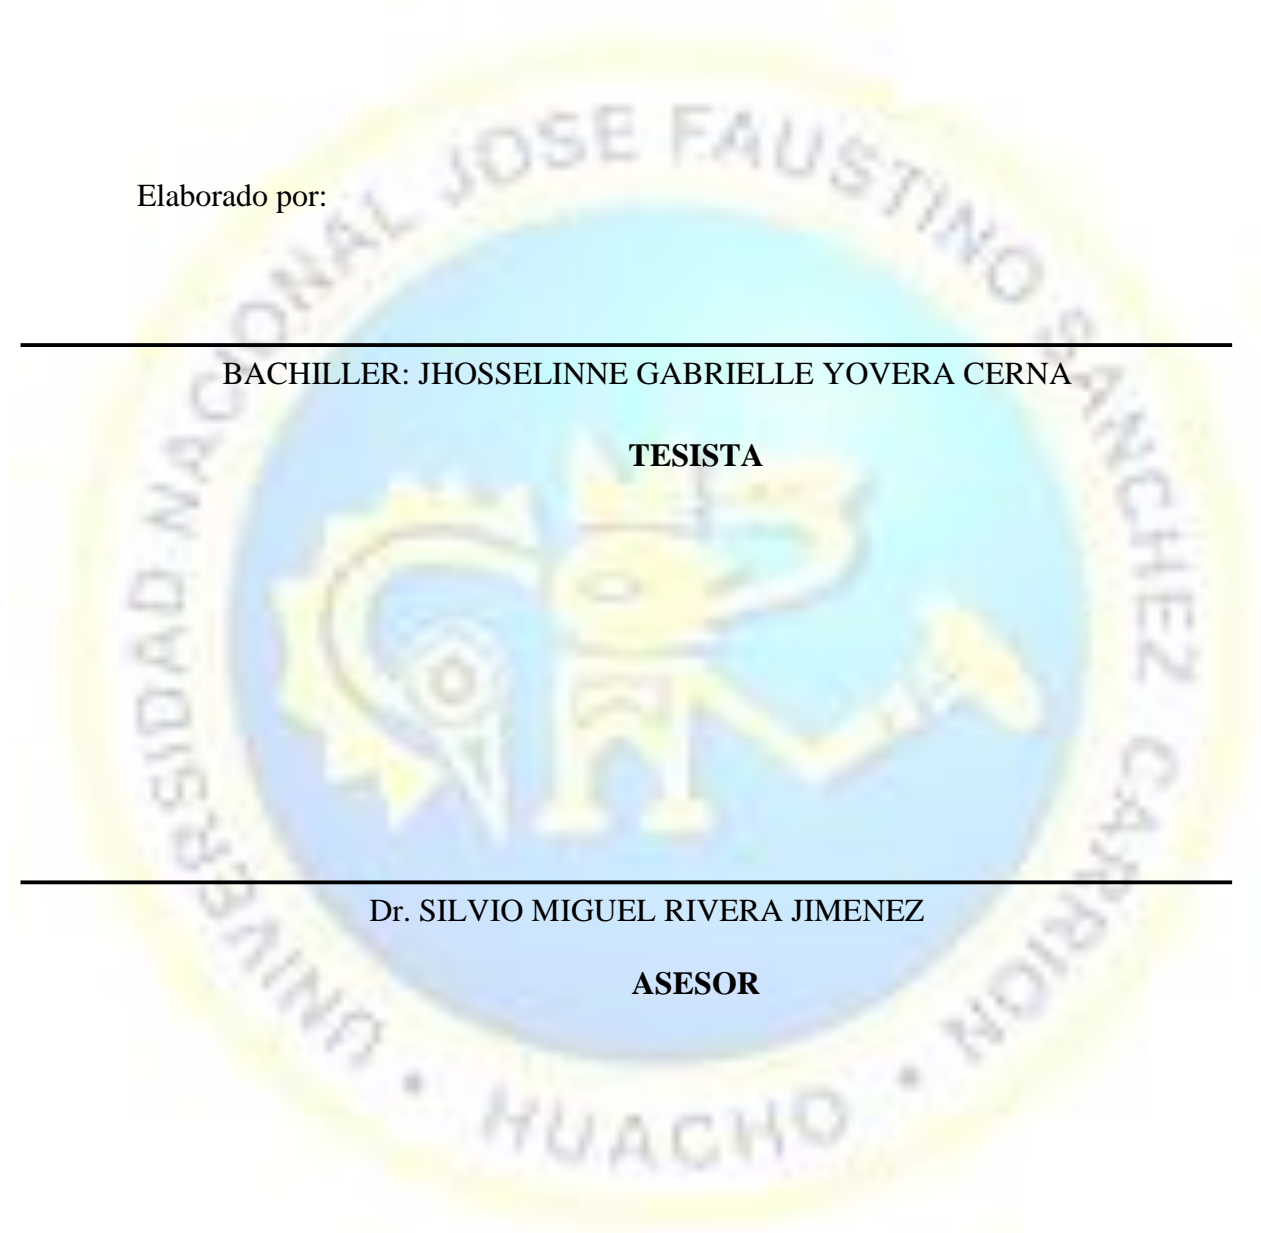 Elaborado por:
BACHILLER: JHOSSELINNE GABRIELLE YOVERA CERNA
TESISTA
Dr. SILVIO MIGUEL RIVERA JIMENEZ
ASESOR
UNIVERSIDAD NACIONAL JOSE FAUSTINO SANCHEZ CARRION • HUACHO •